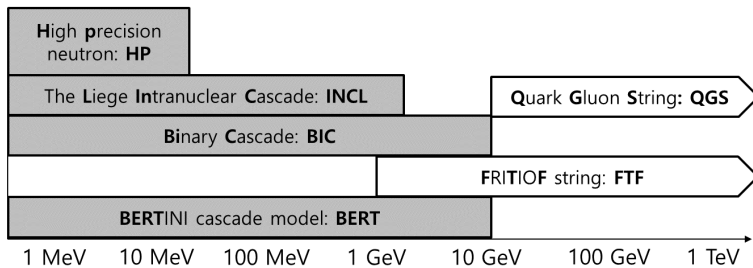 High precision
neutron: HP
The Liege Intranuclear Cascade: INCL
Quark Gluon String: QGS
Binary Cascade: BIC
FRITIOF string: FTF
BERTINI cascade model: BERT
1 MeV 10 MeV 100 MeV 1 GeV 10 GeV 100 GeV 1 TeV